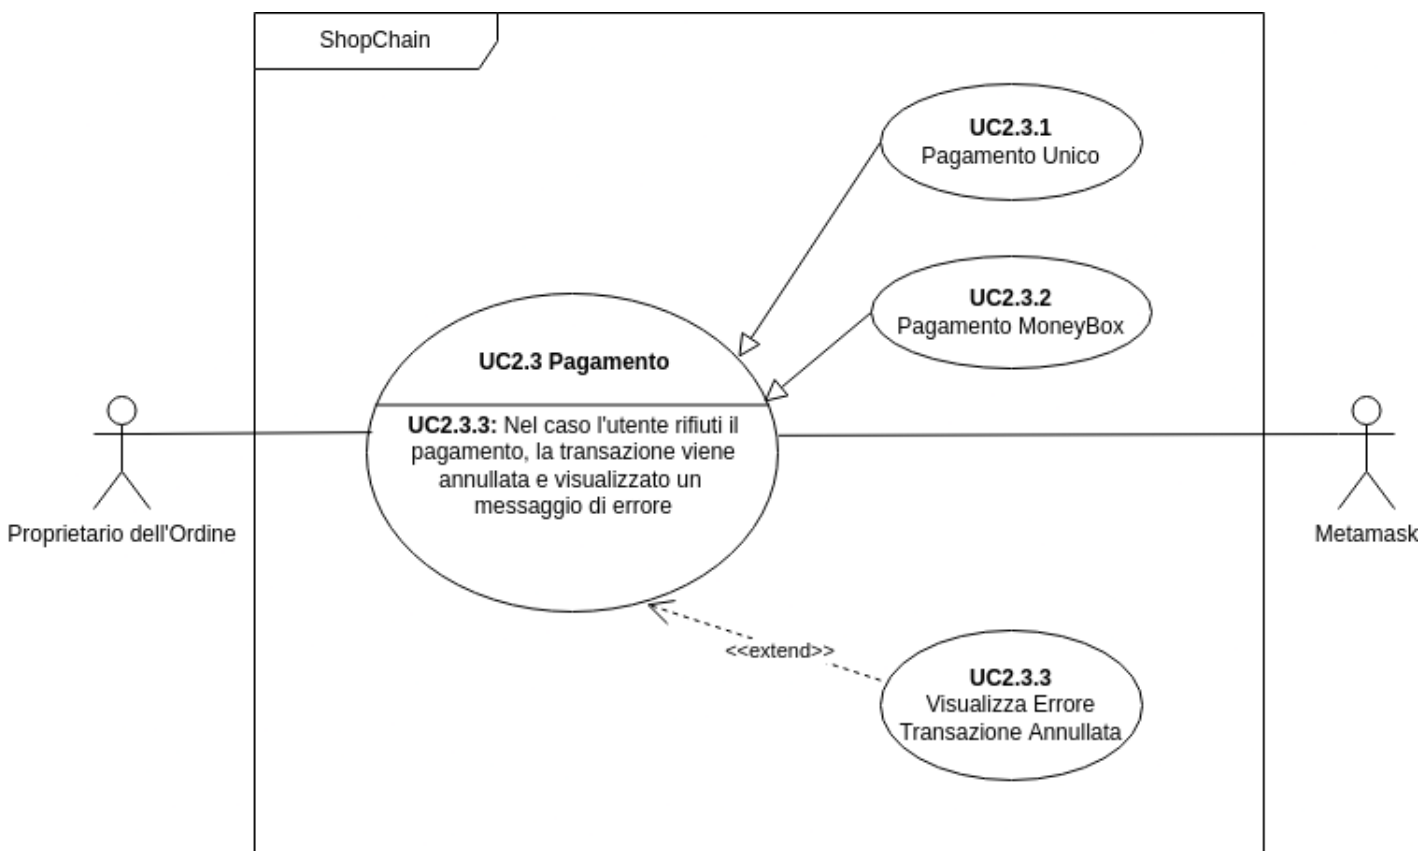 ShopChain
UC2.3.1
Pagamento Unico
UC2.3.2
Pagamento MoneyBox
UC2.3 Pagamento
UC2.3.3: Nel caso l'utente rifiuti il
pagamento, la transazione viene
annullata e visualizzato un
messaggio di errore
Proprietario dell'Ordine
Metamask
<<extend>>
UC2.3.3
Visualizza Errore
Transazione Annullata